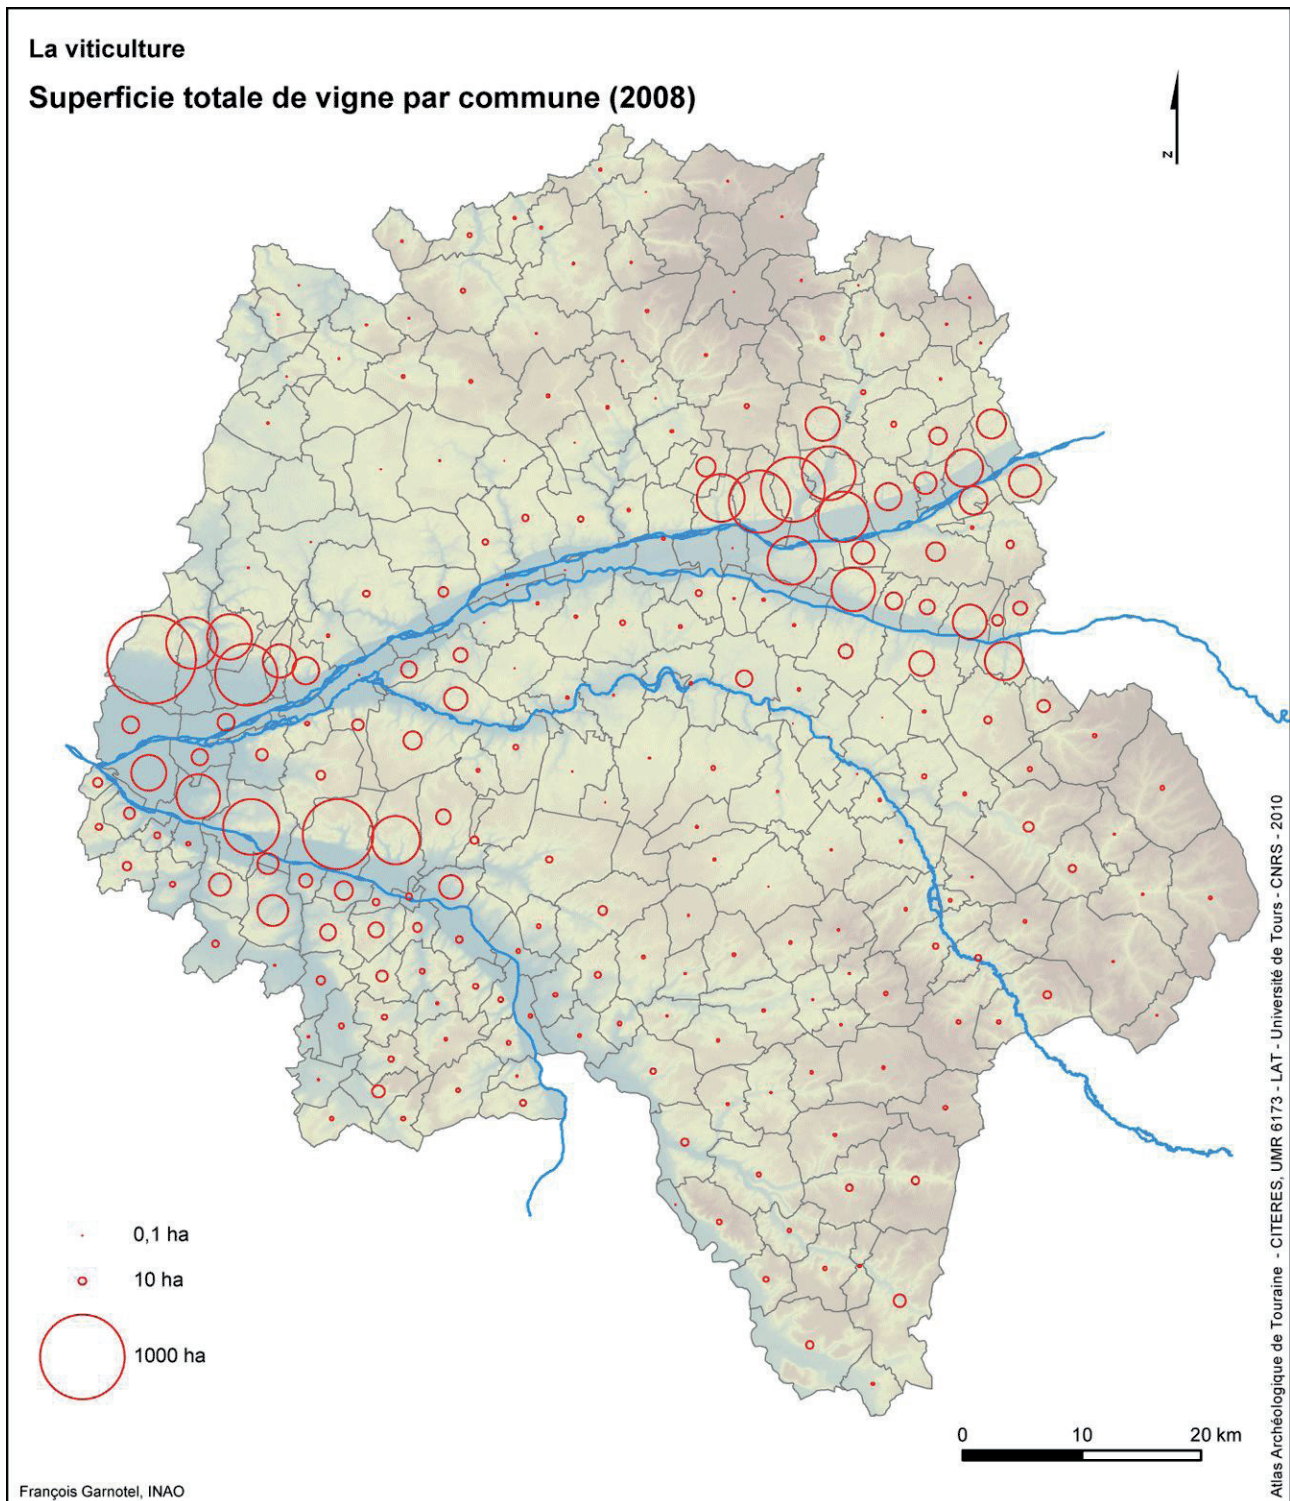 La viticulture
Superficie totale de vigne par commune (2008)
N
0,1 ha
10 ha
1000 ha
0 10 20 km
François Garnotel, INAO
Atlas Archéologique de Touraine - CITERES, UMR 6173 - LAT - Université de Tours - CNRS - 2010